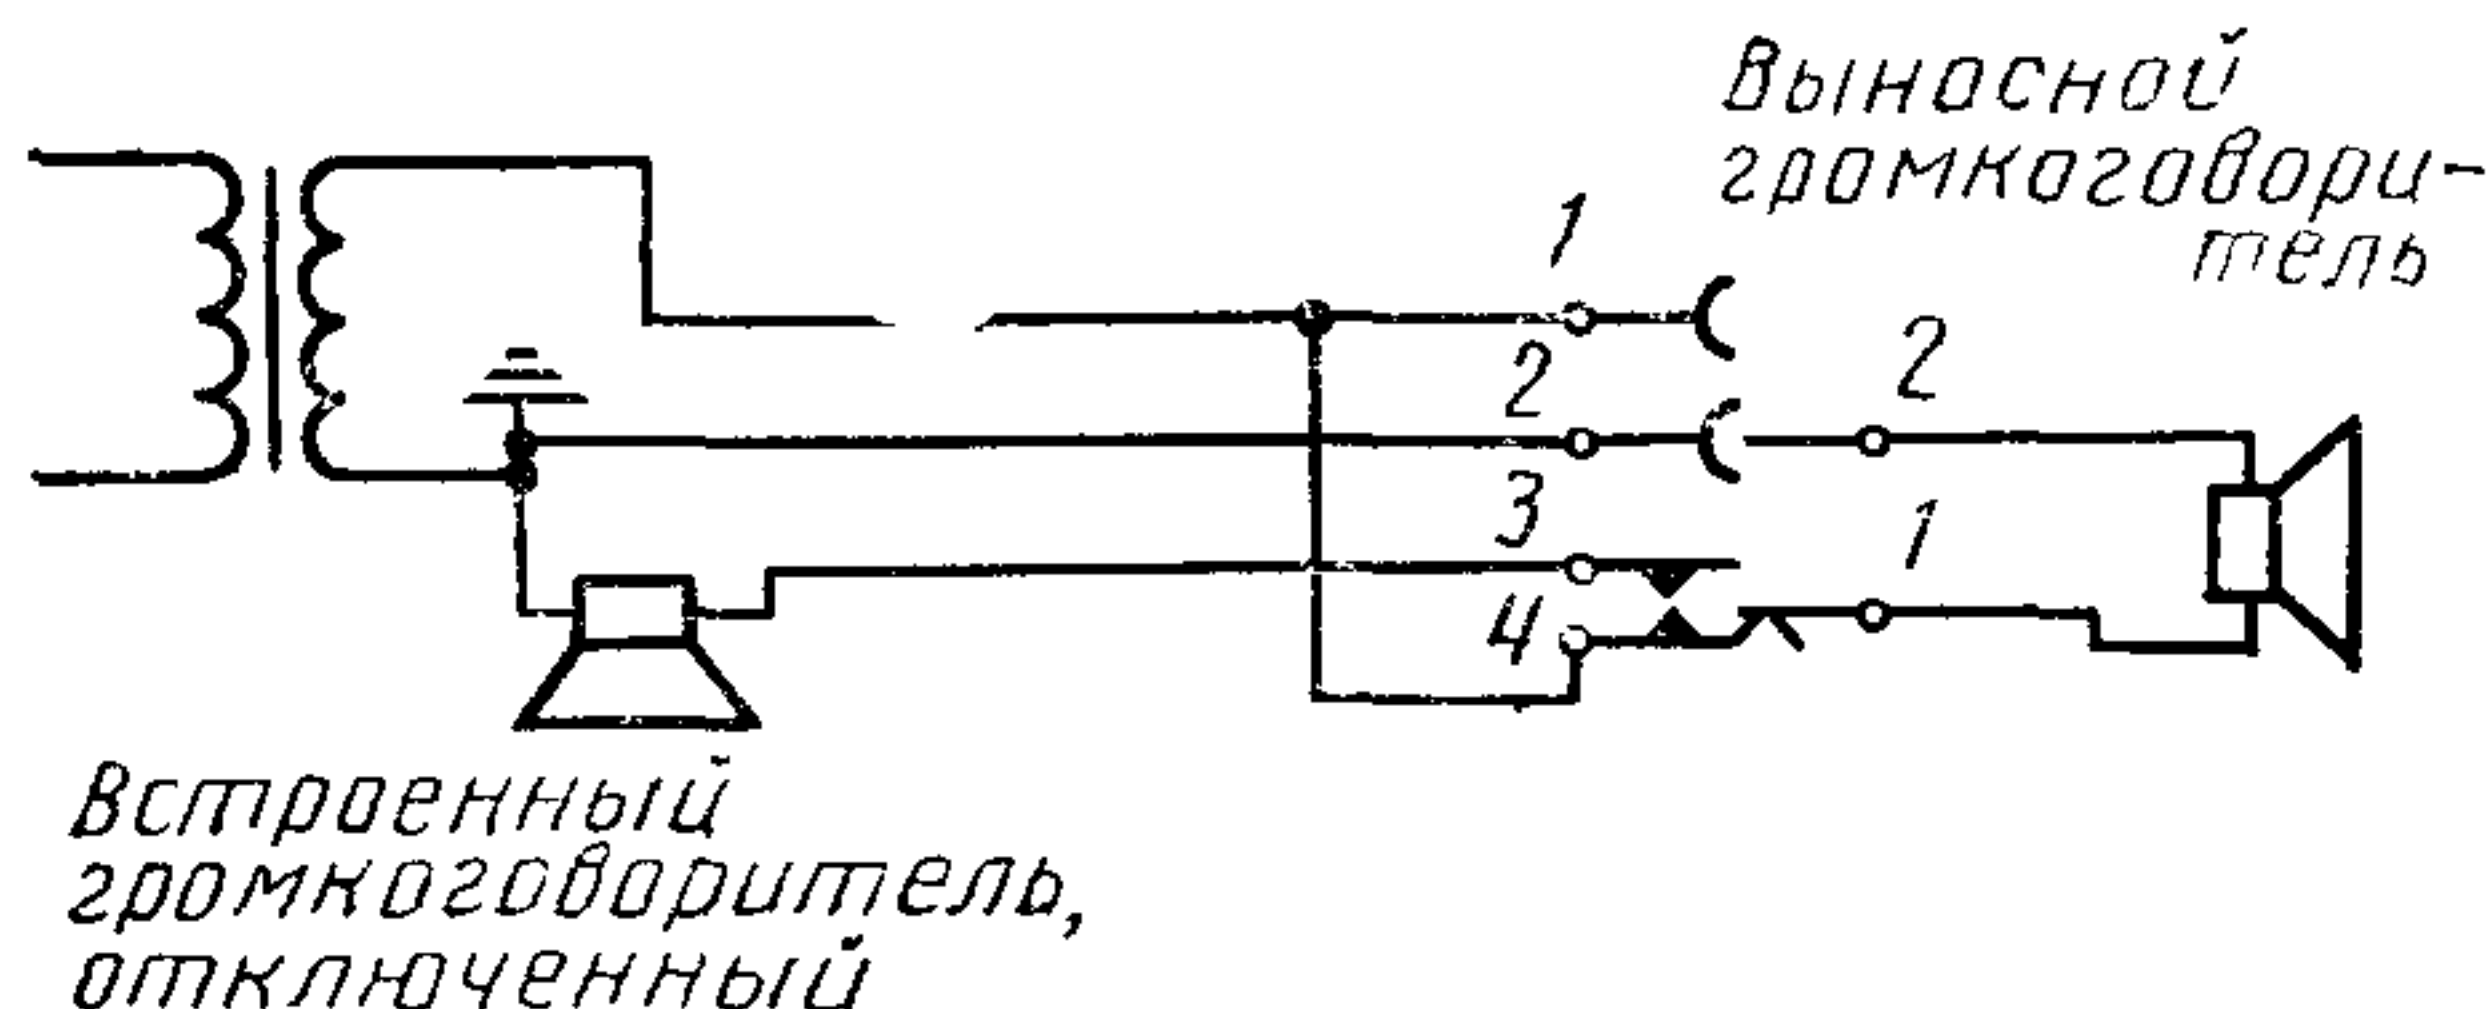 Выносной
громкоговори-
тель
1
2
2
3
1
4
Встроенный
громкоговоритель,
отключенный